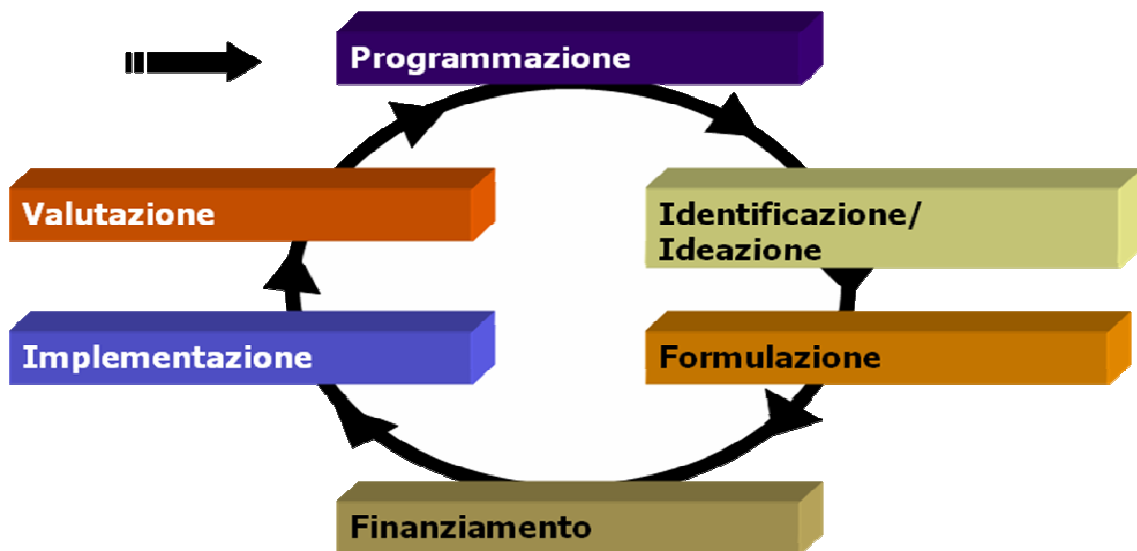 Programmazione
Valutazione
Identificazione/
Ideazione
Implementazione
Formulazione
Finanziamento